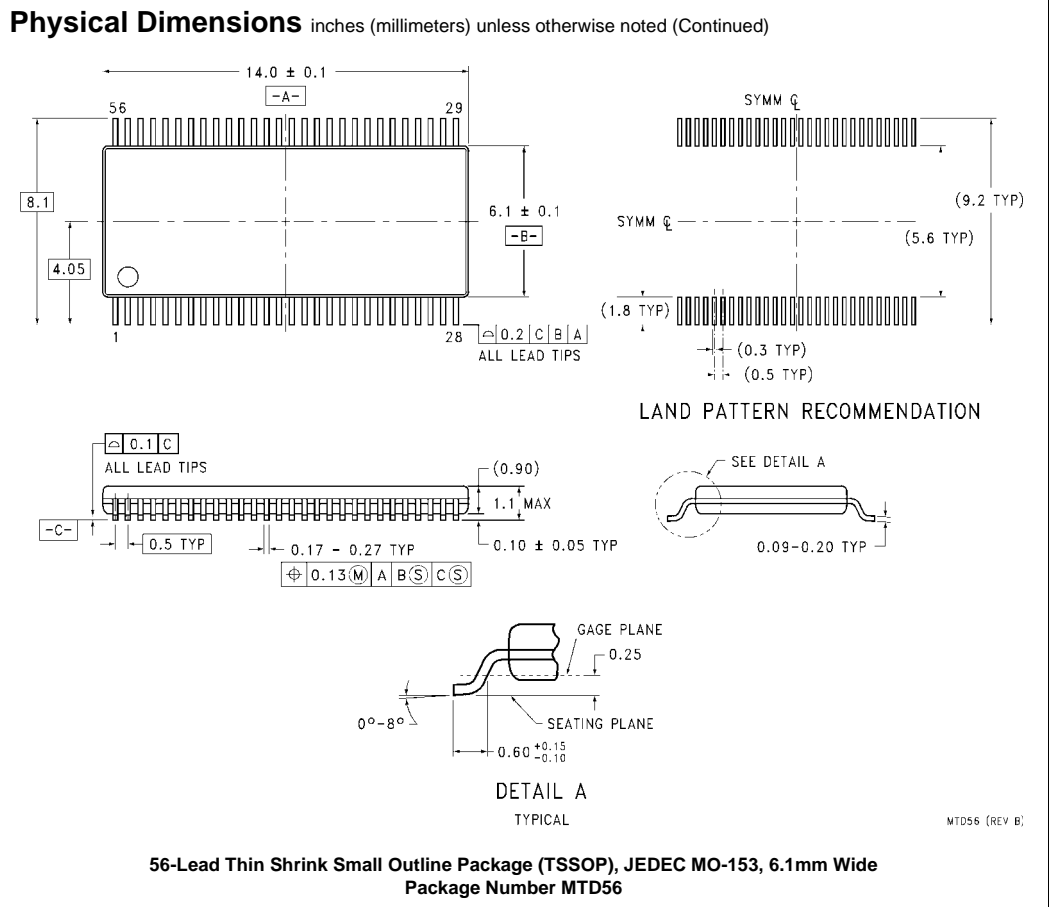 Physical Dimensions inches (millimeters) unless otherwise noted (Continued)
14.0 ± 0.1
-A-
56
29
8.1
4.05
6.1 ± 0.1
-B-
1
28
⌓ 0.2 C B A
ALL LEAD TIPS
SYMM ℄
SYMM ℄
(9.2 TYP)
(5.6 TYP)
(1.8 TYP)
(0.3 TYP)
(0.5 TYP)
LAND PATTERN RECOMMENDATION
⌓ 0.1 C
ALL LEAD TIPS
(0.90)
1.1 MAX
-C-
0.5 TYP
0.17 - 0.27 TYP
0.10 ± 0.05 TYP
⌖ 0.13 Ⓜ A B Ⓢ C Ⓢ
SEE DETAIL A
0.09-0.20 TYP
GAGE PLANE
0.25
0°-8°
SEATING PLANE
0.60 +0.15 -0.10
DETAIL A
TYPICAL
MTD56 (REV B)
56-Lead Thin Shrink Small Outline Package (TSSOP), JEDEC MO-153, 6.1mm Wide
Package Number MTD56